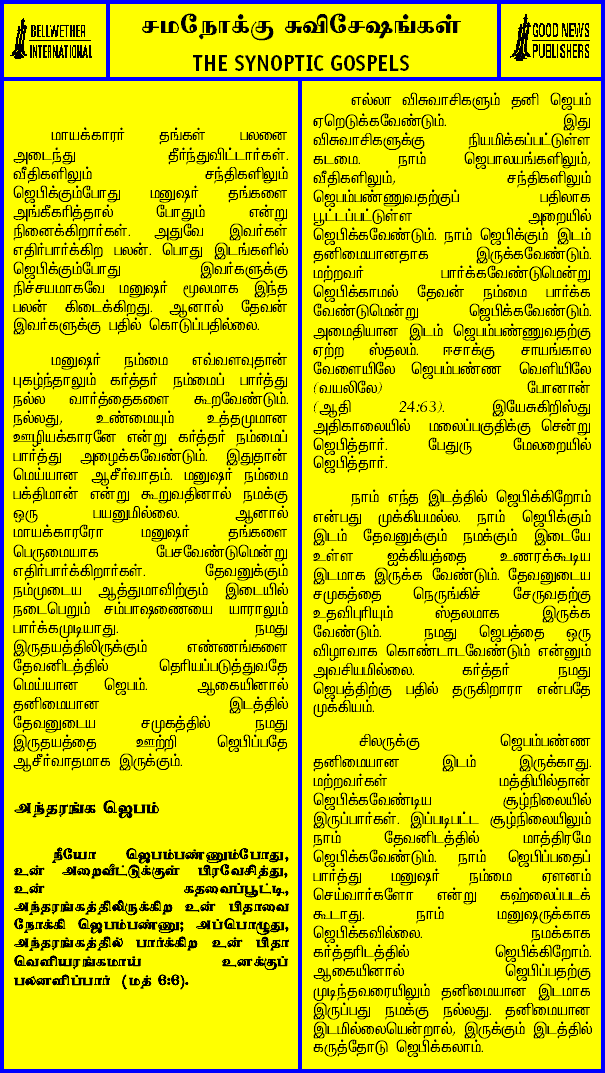 BELLWETHER
INTERNATIONAL
சமநோக்கு சுவிசேஷங்கள்
THE SYNOPTIC GOSPELS
GOOD NEWS
PUBLISHERS
மாயக்காரர் தங்கள் பலனை
அடைந்து தீர்ந்துவிட்டார்கள்.
வீதிகளிலும் சந்திகளிலும்
ஜெபிக்கும்போது மனுஷர் தங்களை
அங்கீகரித்தால் போதும் என்று
நினைக்கிறார்கள். அதுவே இவர்கள்
எதிர்பார்க்கிற பலன். பொது இடங்களில்
ஜெபிக்கும்போது இவர்களுக்கு
நிச்சயமாகவே மனுஷர் மூலமாக இந்த
பலன் கிடைக்கிறது. ஆனால் தேவன்
இவர்களுக்கு பதில் கொடுப்பதில்லை.
மனுஷர் நம்மை எவ்வளவுதான்
புகழ்ந்தாலும் கர்த்தர் நம்மைப் பார்த்து
நல்ல வார்த்தைகளை கூறவேண்டும்.
நல்லது, உண்மையும் உத்தமுமான
ஊழியக்காரனே என்று கர்த்தர் நம்மைப்
பார்த்து அழைக்கவேண்டும். இதுதான்
மெய்யான ஆசீர்வாதம். மனுஷர் நம்மை
பக்திமான் என்று கூறுவதினால் நமக்கு
ஒரு பயனுமில்லை. ஆனால்
மாயக்காரரோ மனுஷர் தங்களை
பெருமையாக பேசவேண்டுமென்று
எதிர்பார்க்கிறார்கள். தேவனுக்கும்
நம்முடைய ஆத்துமாவிற்கும் இடையில்
நடைபெறும் சம்பாஷணையை யாராலும்
பார்க்கமுடியாது. நமது
இருதயத்திலிருக்கும் எண்ணங்களை
தேவனிடத்தில் தெரியப்படுத்துவதே
மெய்யான ஜெபம். ஆகையினால்
தனிமையான இடத்தில்
தேவனுடைய சமுகத்தில் நமது
இருதயத்தை ஊற்றி ஜெபிப்பதே
ஆசீர்வாதமாக இருக்கும்.
அந்தரங்க ஜெபம்
நீயோ ஜெபம்பண்ணும்போது,
உன் அறைவீட்டுக்குள் பிரவேசித்து,
உன் கதவைப்பூட்டி,
அந்தரங்கத்திலிருக்கிற உன் பிதாவை
நோக்கி ஜெபம்பண்ணு; அப்பொழுது,
அந்தரங்கத்தில் பார்க்கிற உன் பிதா
வெளியரங்கமாய் உனக்குப்
பலனளிப்பார் (மத் 6:6).
எல்லா விசுவாசிகளும் தனி ஜெபம்
ஏறெடுக்கவேண்டும். இது
விசுவாசிகளுக்கு நியமிக்கப்பட்டுள்ள
கடமை. நாம் ஜெபாலயங்களிலும்,
வீதிகளிலும், சந்திகளிலும்
ஜெபம்பண்ணுவதற்குப் பதிலாக
பூட்டப்பட்டுள்ள அறையில்
ஜெபிக்கவேண்டும். நாம் ஜெபிக்கும் இடம்
தனிமையானதாக இருக்கவேண்டும்.
மற்றவர் பார்க்கவேண்டுமென்று
ஜெபிக்காமல் தேவன் நம்மை பார்க்க
வேண்டுமென்று ஜெபிக்கவேண்டும்.
அமைதியான இடம் ஜெபம்பண்ணுவதற்கு
ஏற்ற ஸ்தலம். ஈசாக்கு சாயங்கால
வேளையிலே ஜெபம்பண்ண வெளியிலே
(வயலிலே) போனான்
(ஆதி 24:63). இயேசுகிறிஸ்து
அதிகாலையில் மலைப்பகுதிக்கு சென்று
ஜெபித்தார். பேதுரு மேலறையில்
ஜெபித்தார்.
நாம் எந்த இடத்தில் ஜெபிக்கிறோம்
என்பது முக்கியமல்ல. நாம் ஜெபிக்கும்
இடம் தேவனுக்கும் நமக்கும் இடையே
உள்ள ஐக்கியத்தை உணரக்கூடிய
இடமாக இருக்க வேண்டும். தேவனுடைய
சமுகத்தை நெருங்கிச் சேருவதற்கு
உதவிபுரியும் ஸ்தலமாக இருக்க
வேண்டும். நமது ஜெபத்தை ஒரு
விழாவாக கொண்டாடவேண்டும் என்னும்
அவசியமில்லை. கர்த்தர் நமது
ஜெபத்திற்கு பதில் தருகிறாரா என்பதே
முக்கியம்.
சிலருக்கு ஜெபம்பண்ண
தனிமையான இடம் இருக்காது.
மற்றவர்கள் மத்தியில்தான்
ஜெபிக்கவேண்டிய சூழ்நிலையில்
இருப்பார்கள். இப்படிபட்ட சூழ்நிலையிலும்
நாம் தேவனிடத்தில் மாத்திரமே
ஜெபிக்கவேண்டும். நாம் ஜெபிப்பதைப்
பார்த்து மனுஷர் நம்மை ஏளனம்
செய்வார்களோ என்று கஹ்லைப்படக்
கூடாது. நாம் மனுஷருக்காக
ஜெபிக்கவில்லை. நமக்காக
கர்த்தரிடத்தில் ஜெபிக்கிறோம்.
ஆகையினால் ஜெபிப்பதற்கு
முடிந்தவரையிலும் தனிமையான இடமாக
இருப்பது நமக்கு நல்லது. தனிமையான
இடமில்லையென்றால், இருக்கும் இடத்தில்
கருத்தோடு ஜெபிக்கலாம்.